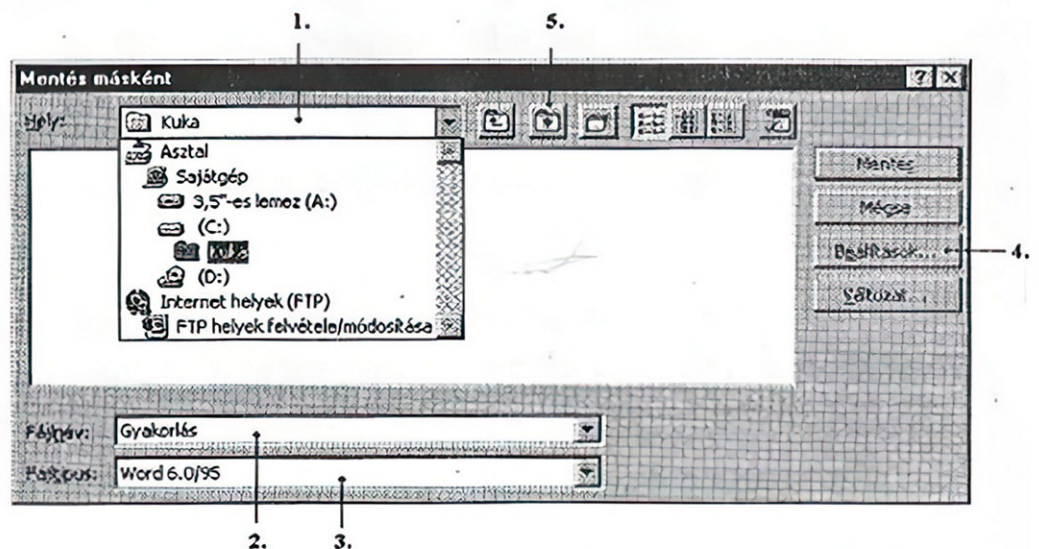 1. 5.
Mentés másként
Hely: Kuka
Asztal
Sajátgép
3,5"-es lemez (A:)
(C:)
(D:)
Internet helyek (FTP)
FTP helyek felvétele/módosítása
Mentés
Mégse
Beállítások... 4.
Változat...
Fájlnév: Gyakorlás
Fájltípus: Word 6.0/95
2. 3.